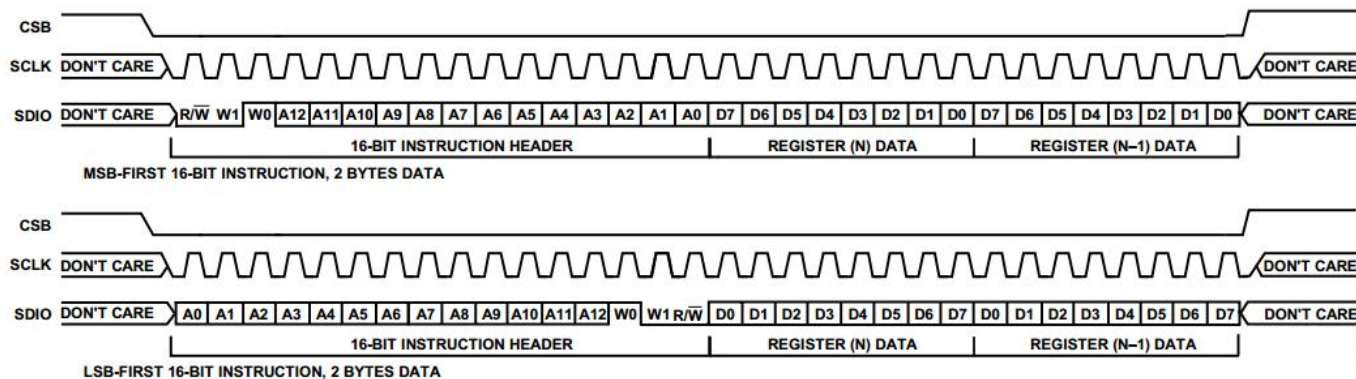 CSB
SCLK DON'T CARE DON'T CARE
SDIO DON'T CARE R/W̅ W1 W0 A12 A11 A10 A9 A8 A7 A6 A5 A4 A3 A2 A1 A0 D7 D6 D5 D4 D3 D2 D1 D0 D7 D6 D5 D4 D3 D2 D1 D0 DON'T CARE
16-BIT INSTRUCTION HEADER REGISTER (N) DATA REGISTER (N–1) DATA
MSB-FIRST 16-BIT INSTRUCTION, 2 BYTES DATA
CSB
SCLK DON'T CARE DON'T CARE
SDIO DON'T CARE A0 A1 A2 A3 A4 A5 A6 A7 A8 A9 A10 A11 A12 W0 W1 R/W̅ D0 D1 D2 D3 D4 D5 D6 D7 D0 D1 D2 D3 D4 D5 D6 D7 DON'T CARE
16-BIT INSTRUCTION HEADER REGISTER (N) DATA REGISTER (N–1) DATA
LSB-FIRST 16-BIT INSTRUCTION, 2 BYTES DATA